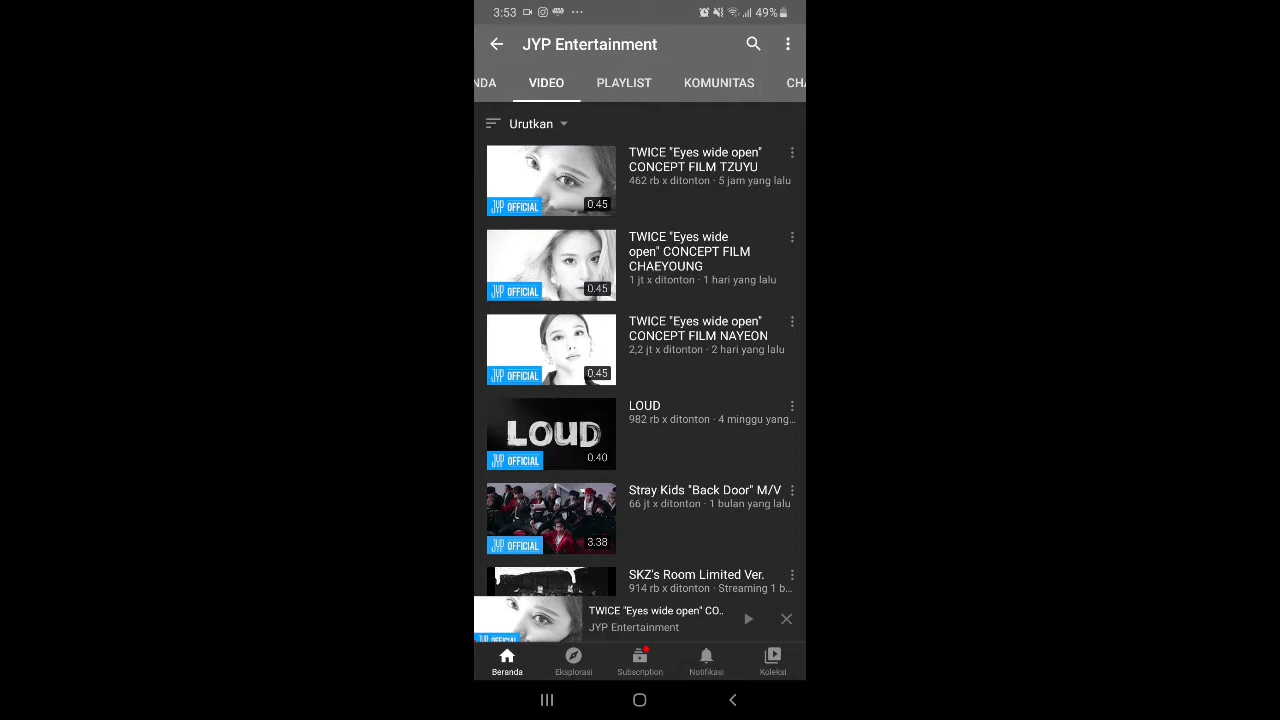 3:53 49%
JYP Entertainment
NDA VIDEO PLAYLIST KOMUNITAS CHA
Urutkan
TWICE "Eyes wide open"
CONCEPT FILM TZUYU
462 rb x ditonton · 5 jam yang lalu
JYP OFFICIAL 0.45
TWICE "Eyes wide
open" CONCEPT FILM
CHAEYOUNG
1 jt x ditonton · 1 hari yang lalu
JYP OFFICIAL 0.45
TWICE "Eyes wide open"
CONCEPT FILM NAYEON
2,2 jt x ditonton · 2 hari yang lalu
JYP OFFICIAL 0.45
LOUD
982 rb x ditonton · 4 minggu yang...
LOUD
JYP OFFICIAL 0.40
Stray Kids "Back Door" M/V
66 jt x ditonton · 1 bulan yang lalu
JYP OFFICIAL 3.38
SKZ's Room Limited Ver.
914 rb x ditonton · Streaming 1 b...
TWICE "Eyes wide open" CO..
JYP Entertainment
JYP OFFICIAL
Beranda Eksplorasi Subscription Notifikasi Koleksi